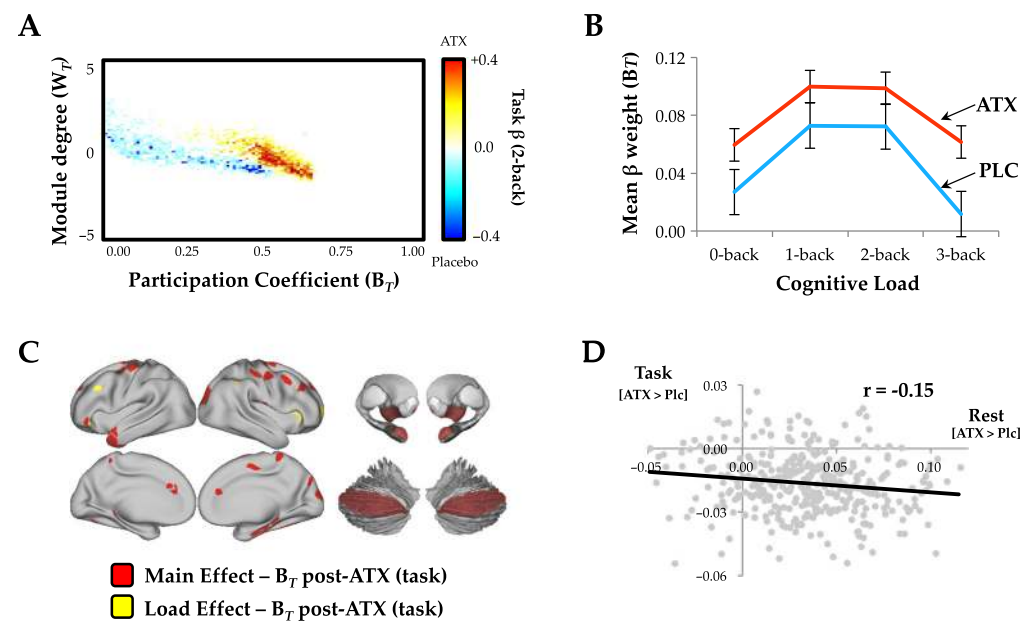 A
ATX
+0.4
0.0
−0.4
Placebo
Task β (2-back)
Module degree (W_T)
5
0
−5
0.00 0.25 0.5 0.75 1.00
Participation Coefficient (B_T)
B
Mean β weight (B_T)
0.12
0.08
0.04
0.00
ATX
PLC
0-back 1-back 2-back 3-back
Cognitive Load
C
Main Effect – B_T post-ATX (task)
Load Effect – B_T post-ATX (task)
D
Task
[ATX > Plc]
0.03
r = -0.15
Rest
[ATX > Plc]
0.00
−0.05 0.00 0.05 0.10
−0.03
−0.06